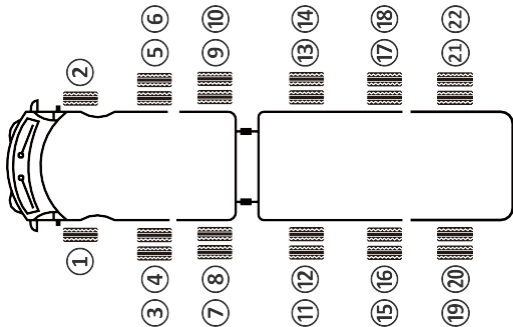 ① ②
③ ④ ⑤ ⑥
⑦ ⑧ ⑨ ⑩
⑪ ⑫ ⑬ ⑭
⑮ ⑯ ⑰ ⑱
⑲ ⑳ ㉑ ㉒